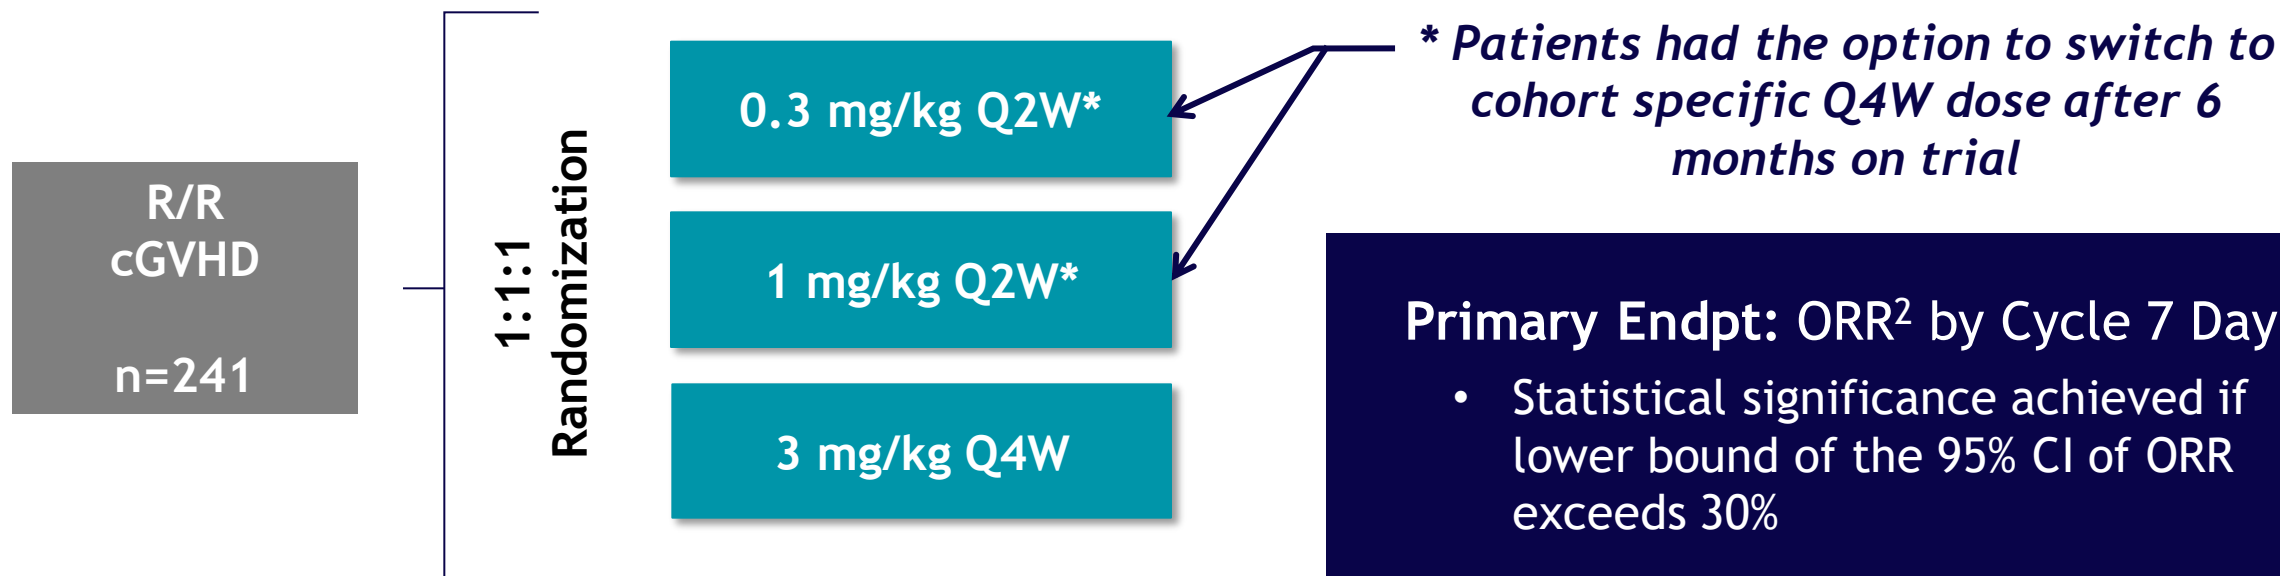 R/R
cGVHD
n=241
1:1:1
Randomization
0.3 mg/kg Q2W*
1 mg/kg Q2W*
3 mg/kg Q4W
* Patients had the option to switch to
cohort specific Q4W dose after 6
months on trial
Primary Endpt: ORR² by Cycle 7 Day
• Statistical significance achieved if
lower bound of the 95% CI of ORR
exceeds 30%